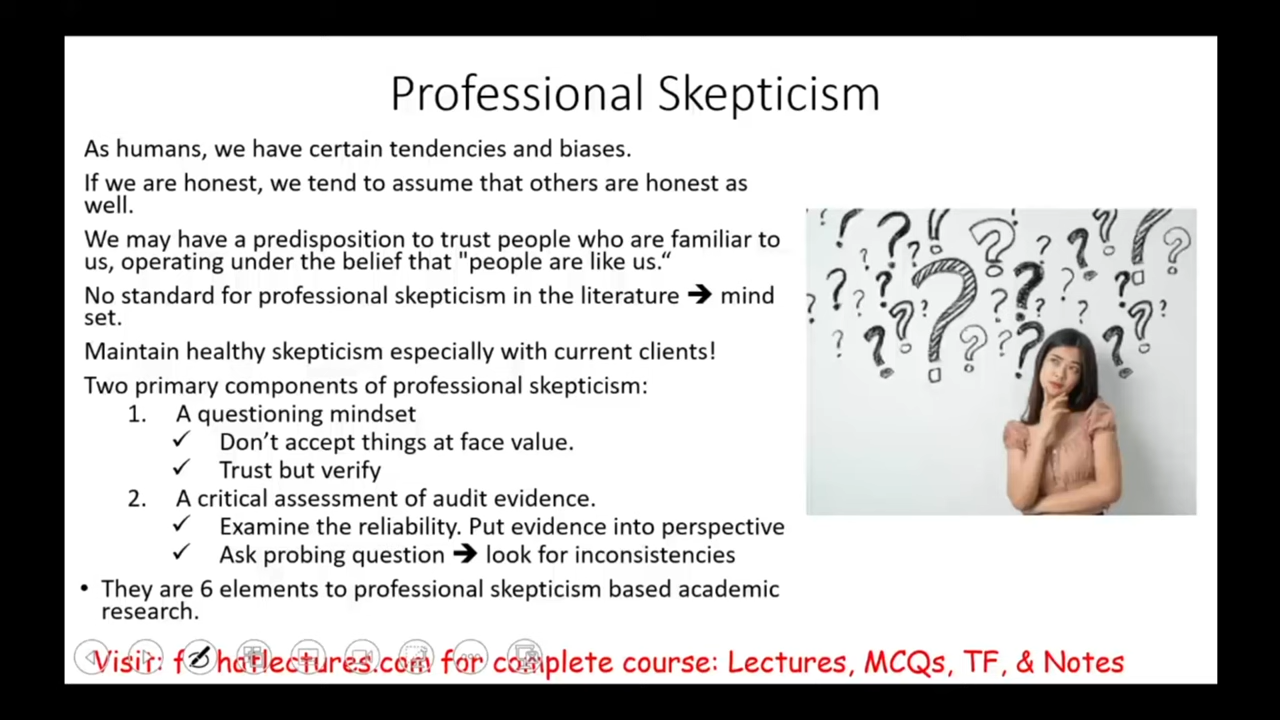 Professional Skepticism
As humans, we have certain tendencies and biases.
If we are honest, we tend to assume that others are honest as
well.
We may have a predisposition to trust people who are familiar to
us, operating under the belief that "people are like us.“
No standard for professional skepticism in the literature ➔ mind
set.
Maintain healthy skepticism especially with current clients!
Two primary components of professional skepticism:
1. A questioning mindset
✓ Don’t accept things at face value.
✓ Trust but verify
2. A critical assessment of audit evidence.
✓ Examine the reliability. Put evidence into perspective
✓ Ask probing question ➔ look for inconsistencies
• They are 6 elements to professional skepticism based academic
research.
Visit: for complete course: Lectures, MCQs, TF, & Notes